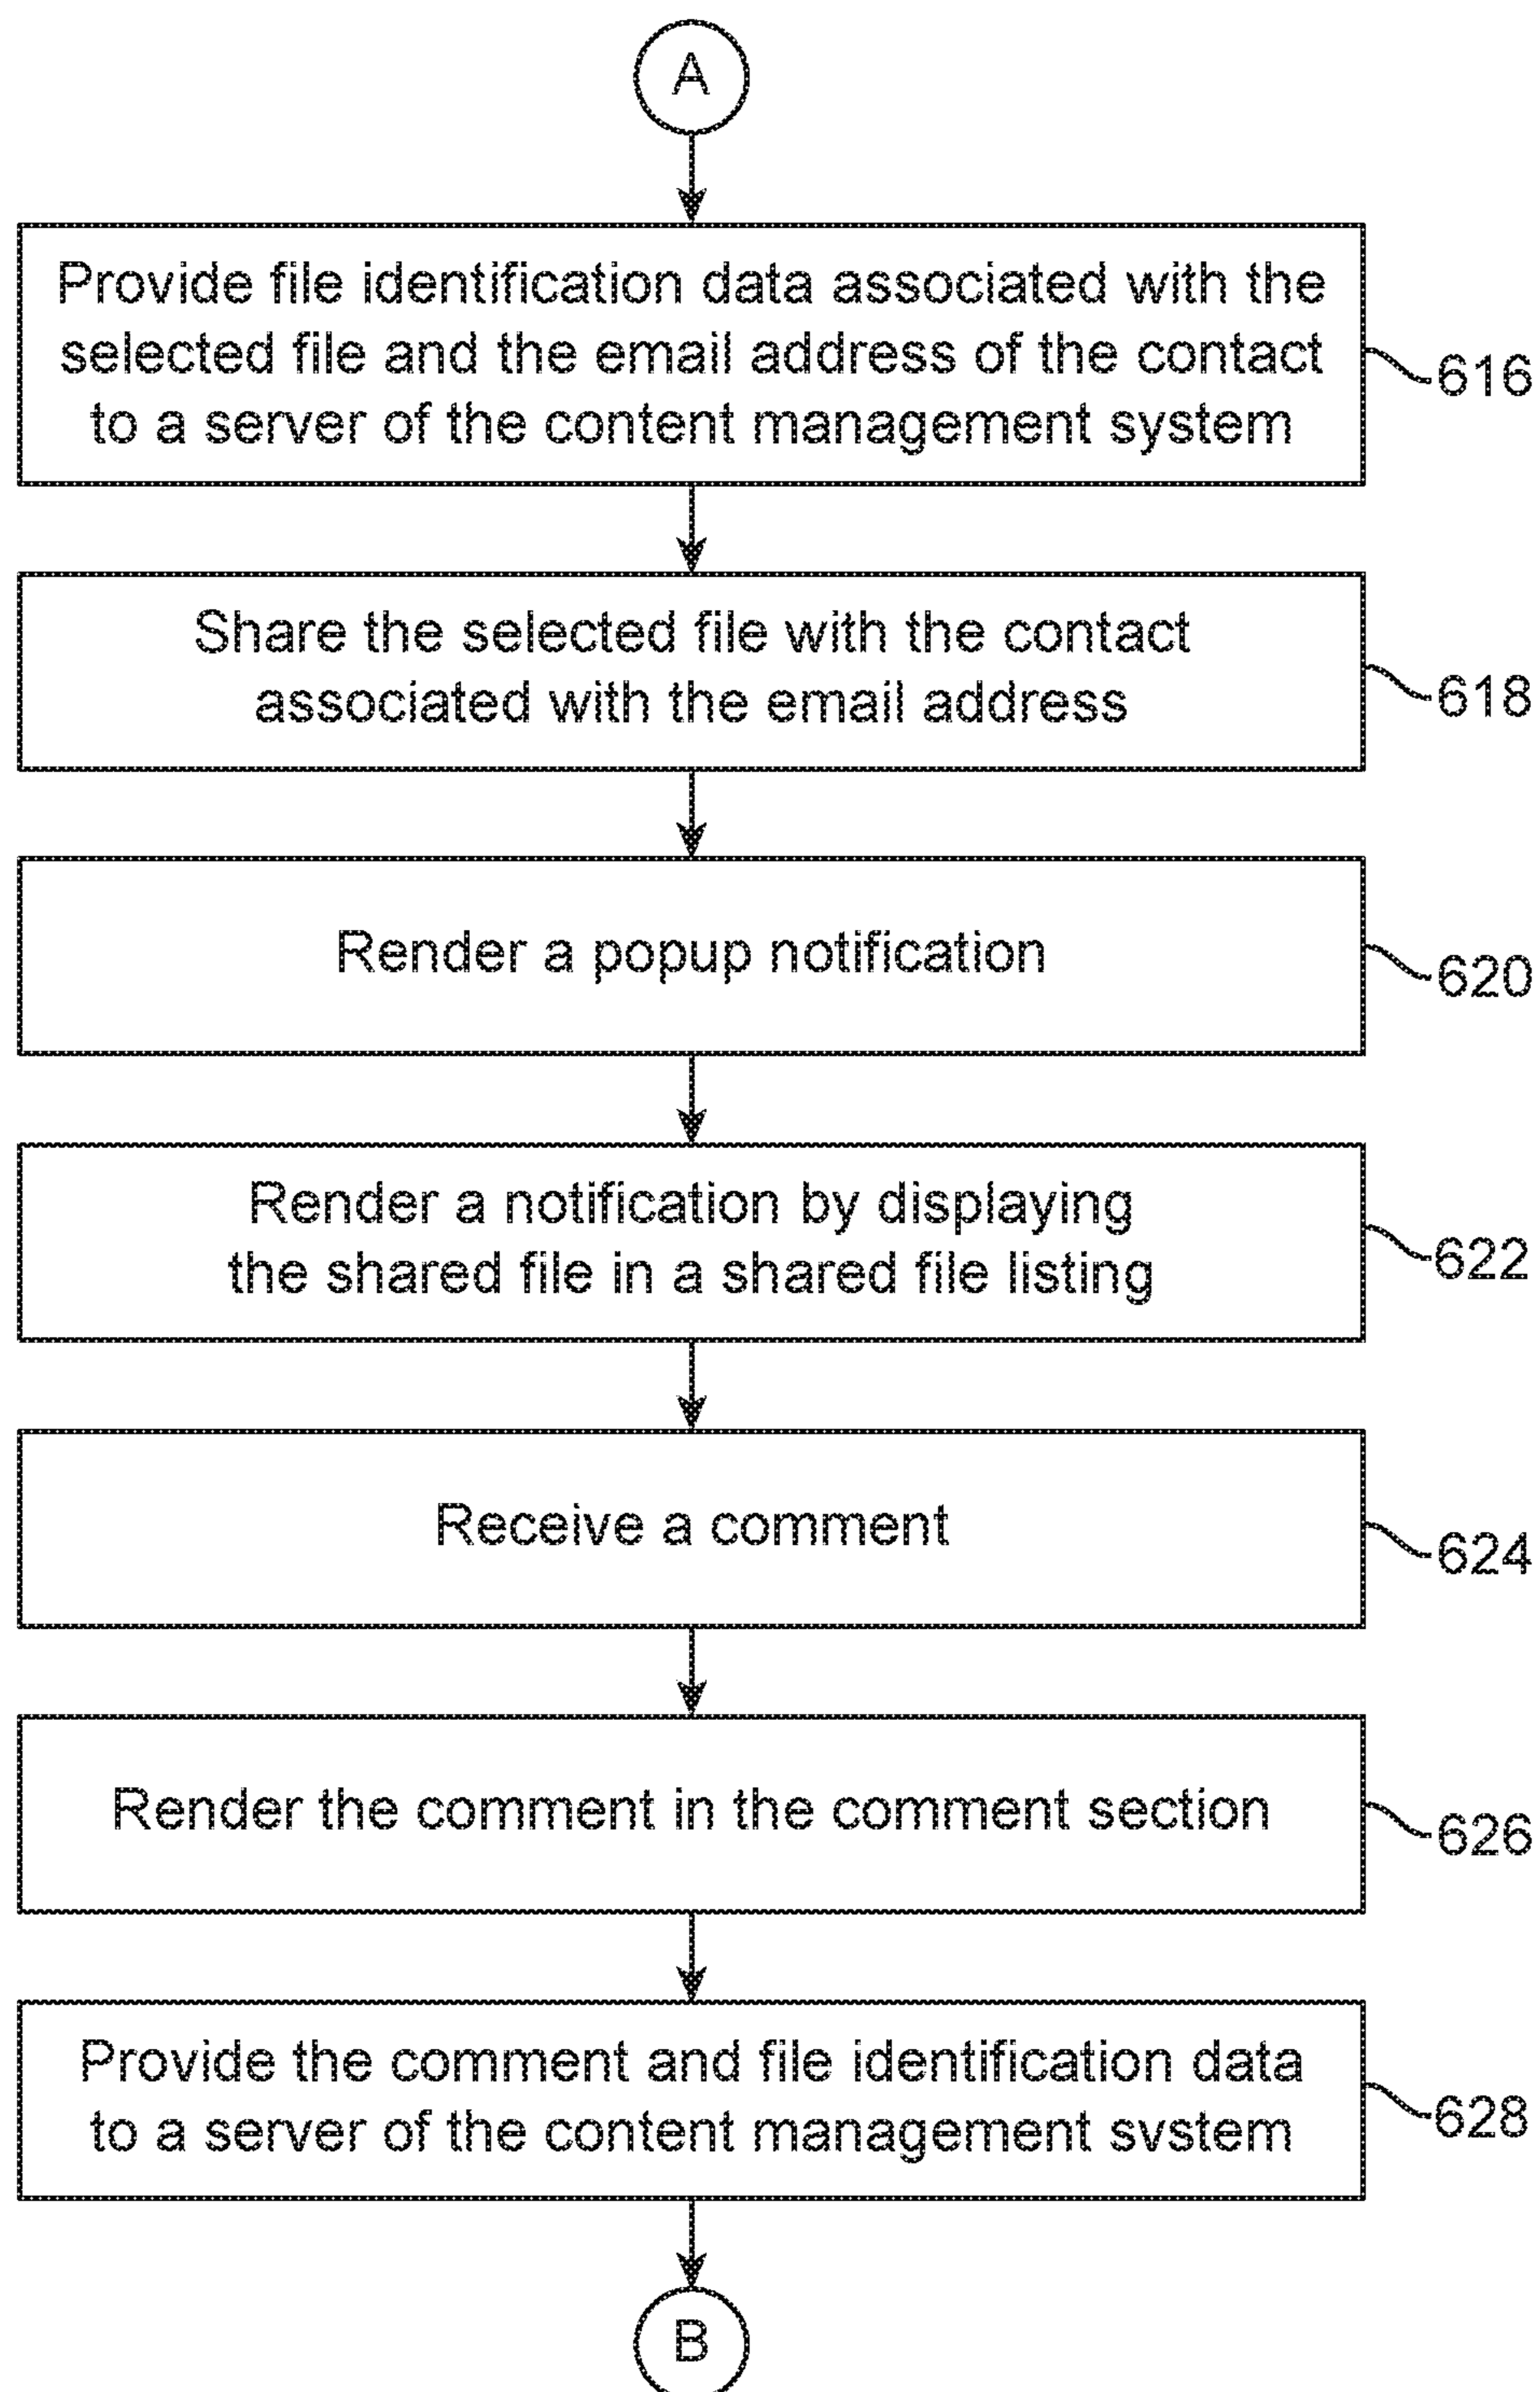 A
Provide file identification data associated with the
selected file and the email address of the contact
to a server of the content management system
616
Share the selected file with the contact
associated with the email address
618
Render a popup notification
620
Render a notification by displaying
the shared file in a shared file listing
622
Receive a comment
624
Render the comment in the comment section
626
Provide the comment and file identification data
to a server of the content management svstem
628
B